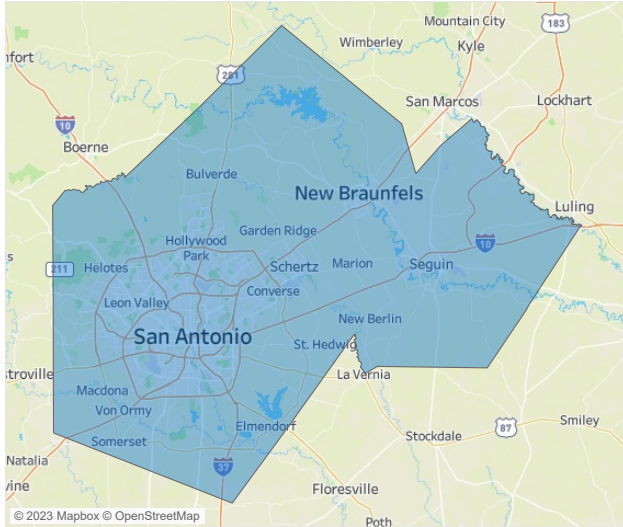 Mountain City
183
Wimberley
Kyle
nfort
281
San Marcos
Lockhart
10
Boerne
Bulverde
New Braunfels
Luling
Garden Ridge
Hollywood
Park
10
s
211
Helotes
Schertz
Marion
Seguin
Converse
Leon Valley
New Berlin
San Antonio
St. Hedwig
stroville
La Vernia
Macdona
Von Ormy
Smiley
Elmendorf
87
Somerset
Stockdale
Natalia
37
vine
Floresville
© 2023 Mapbox © OpenStreetMap
Poth